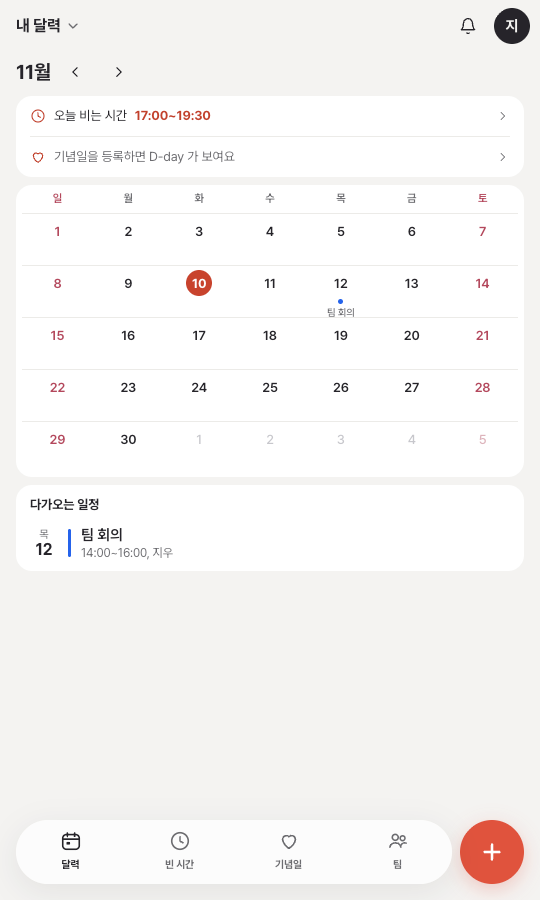 내 달력
지
11월
오늘 비는 시간 17:00~19:30
기념일을 등록하면 D-day 가 보여요
일 월 화 수 목 금 토
1 2 3 4 5 6 7
8 9 10 11 12 13 14
팀 회의
15 16 17 18 19 20 21
22 23 24 25 26 27 28
29 30 1 2 3 4 5
다가오는 일정
목
12
팀 회의
14:00~16:00, 지우
달력 빈 시간 기념일 팀